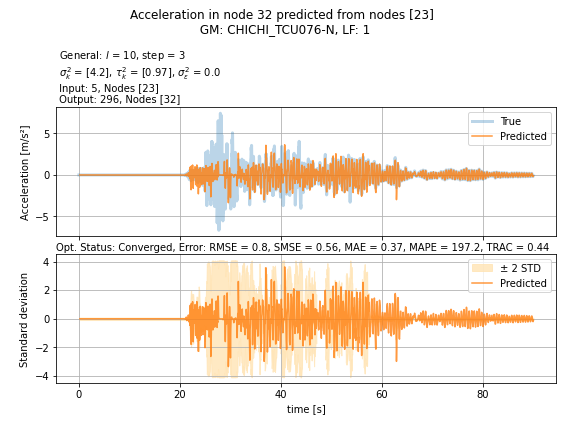 Acceleration in node 32 predicted from nodes [23]
GM: CHICHI_TCU076-N, LF: 1
General: l = 10, step = 3
σ²ₖ = [4.2], τ²ₖ = [0.97], σ²ε = 0.0
Input: 5, Nodes [23]
Output: 296, Nodes [32]
True
Predicted
Acceleration [m/s²]
5
0
−5
Opt. Status: Converged, Error: RMSE = 0.8, SMSE = 0.56, MAE = 0.37, MAPE = 197.2, TRAC = 0.44
± 2 STD
Predicted
Standard deviation
4
2
0
−2
−4
0 20 40 60 80
time [s]